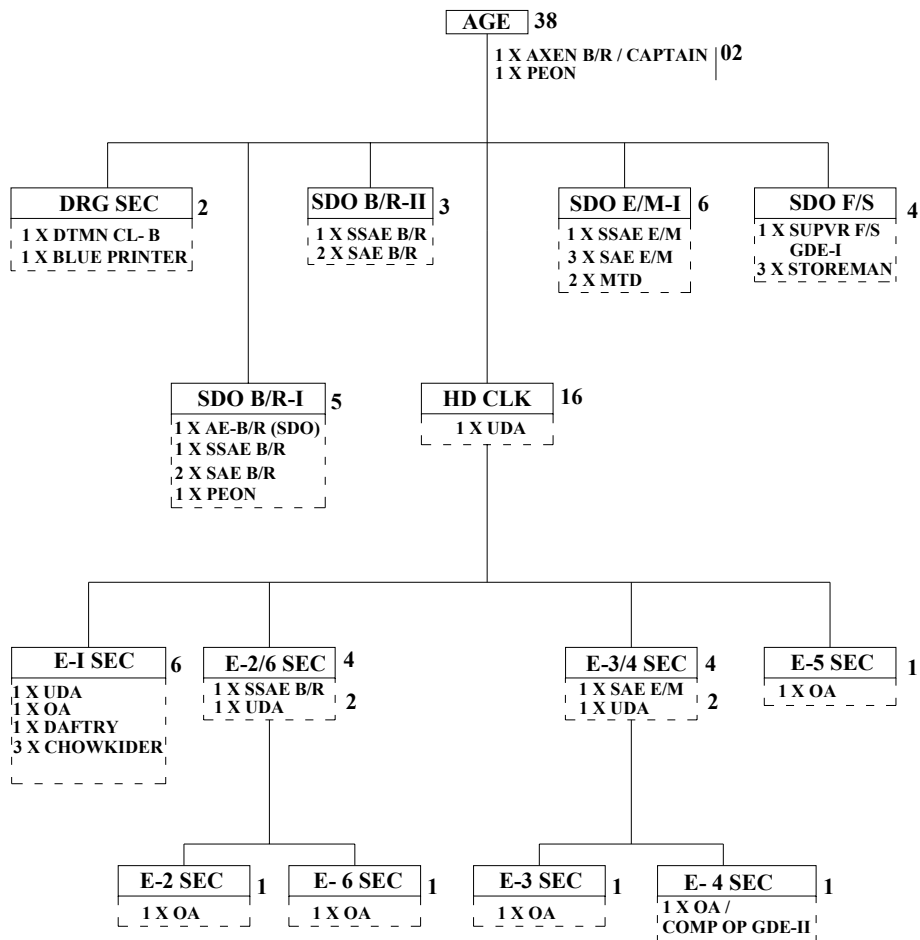 AGE 38
1 X AXEN B/R / CAPTAIN 02
1 X PEON
DRG SEC 2
1 X DTMN CL- B
1 X BLUE PRINTER
SDO B/R-II 3
1 X SSAE B/R
2 X SAE B/R
SDO E/M-I 6
1 X SSAE E/M
3 X SAE E/M
2 X MTD
SDO F/S 4
1 X SUPVR F/S
GDE-I
3 X STOREMAN
SDO B/R-I 5
1 X AE-B/R (SDO)
1 X SSAE B/R
2 X SAE B/R
1 X PEON
HD CLK 16
1 X UDA
E-I SEC 6
1 X UDA
1 X OA
1 X DAFTRY
3 X CHOWKIDER
E-2/6 SEC 4
1 X SSAE B/R
1 X UDA 2
E-3/4 SEC 4
1 X SAE E/M
1 X UDA 2
E-5 SEC 1
1 X OA
E-2 SEC 1
1 X OA
E- 6 SEC 1
1 X OA
E-3 SEC 1
1 X OA
E- 4 SEC 1
1 X OA /
COMP OP GDE-II